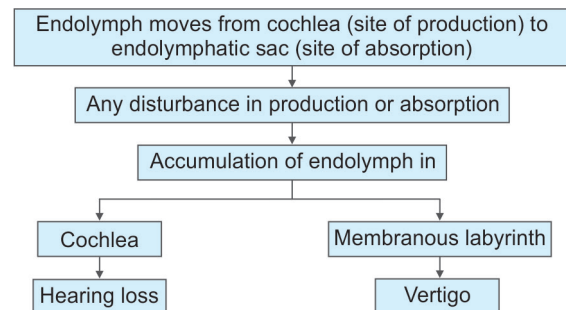 Endolymph moves from cochlea (site of production) to
endolymphatic sac (site of absorption)
Any disturbance in production or absorption
Accumulation of endolymph in
Cochlea
Membranous labyrinth
Hearing loss
Vertigo